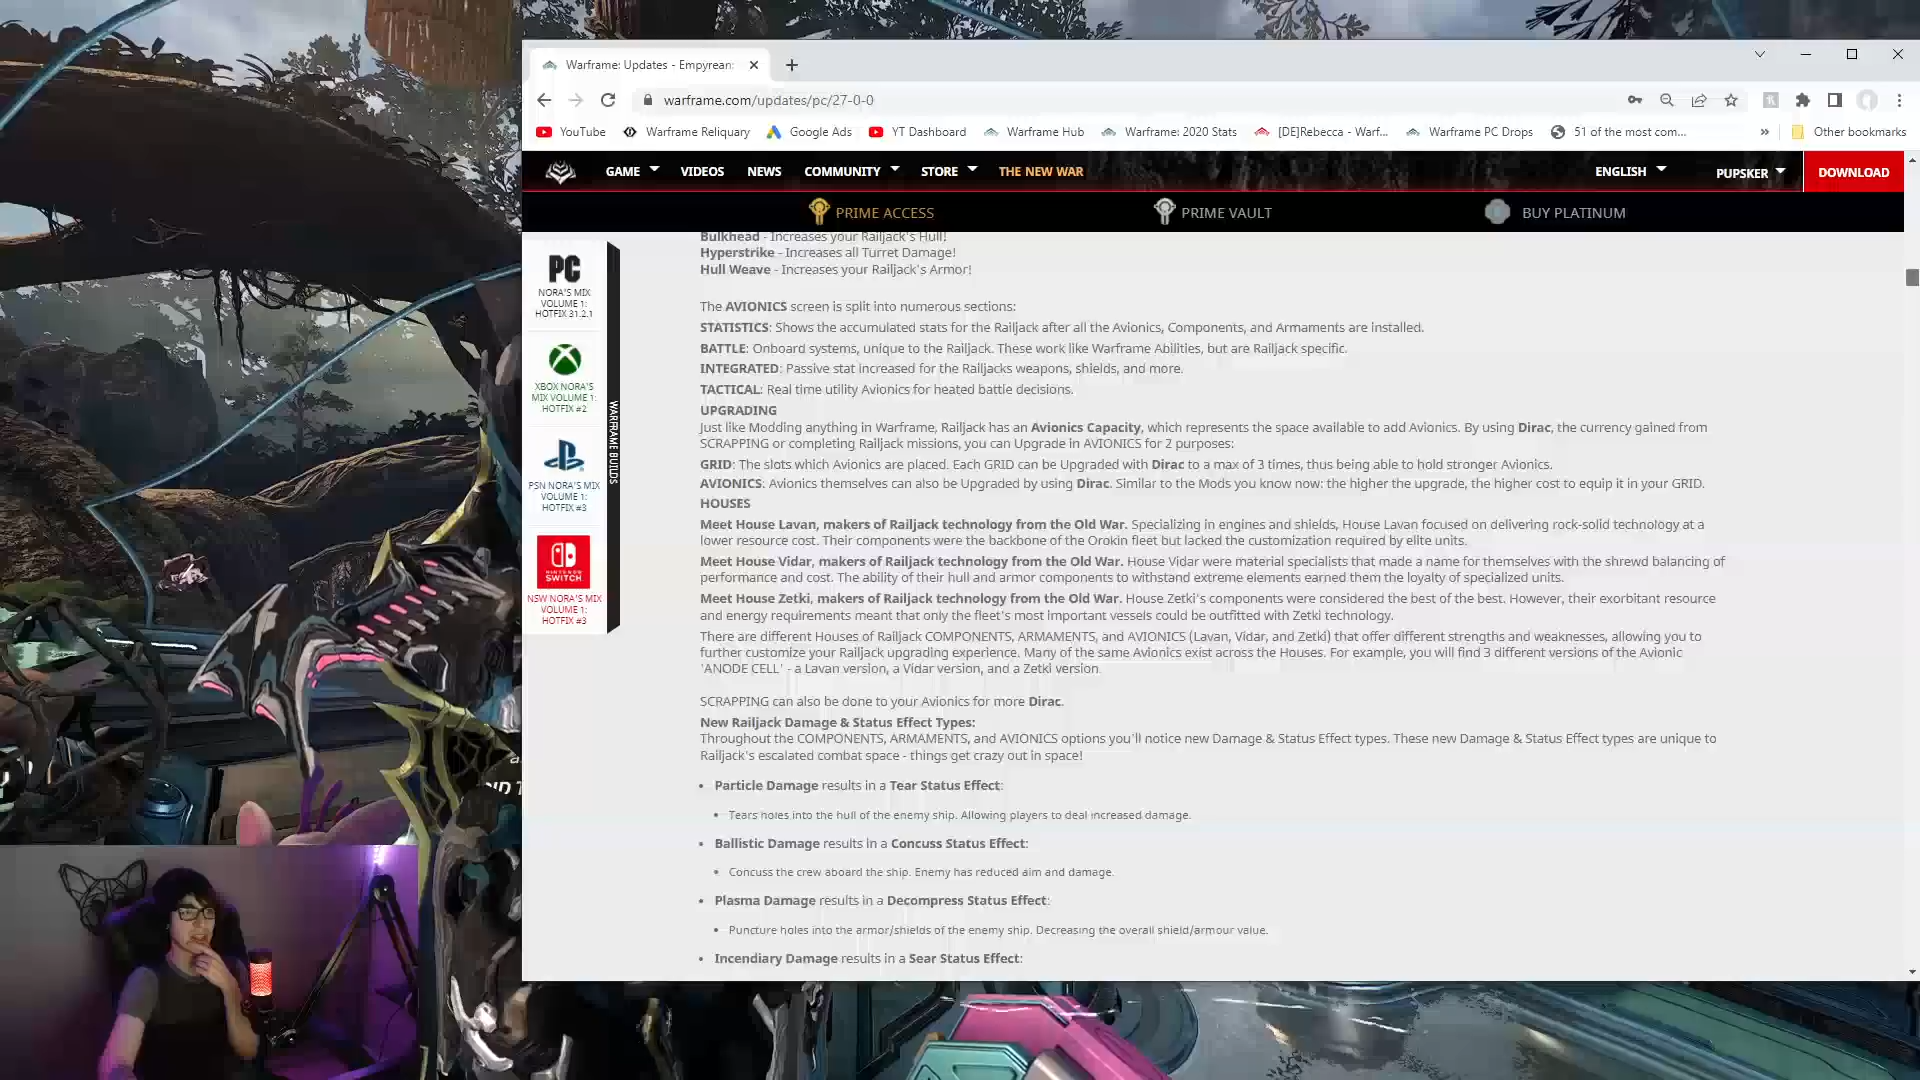 Warframe: Updates - Empyrean:
warframe.com/updates/pc/27-0-0
YouTube
Warframe Reliquary
Google Ads
YT Dashboard
Warframe Hub
Warframe: 2020 Stats
[DE]Rebecca - Warf...
Warframe PC Drops
51 of the most com...
»
Other bookmarks
GAME
VIDEOS
NEWS
COMMUNITY
STORE
THE NEW WAR
ENGLISH
PUPSKER
DOWNLOAD
PRIME ACCESS
PRIME VAULT
BUY PLATINUM
PC
NORA'S MIX
VOLUME 1:
HOTFIX 31.2.1
XBOX NORA'S
MIX VOLUME 1:
HOTFIX #2
PSN NORA'S MIX
VOLUME 1:
HOTFIX #3
NINTENDO
SWITCH
NSW NORA'S MIX
VOLUME 1:
HOTFIX #3
WARFRAME BUILDS
Bulkhead - Increases your Railjack's Hull!
Hyperstrike - Increases all Turret Damage!
Hull Weave - Increases your Railjack's Armor!
The AVIONICS screen is split into numerous sections:
STATISTICS: Shows the accumulated stats for the Railjack after all the Avionics, Components, and Armaments are installed.
BATTLE: Onboard systems, unique to the Railjack. These work like Warframe Abilities, but are Railjack specific.
INTEGRATED: Passive stat increased for the Railjacks weapons, shields, and more.
TACTICAL: Real time utility Avionics for heated battle decisions.
UPGRADING
Just like Modding anything in Warframe, Railjack has an Avionics Capacity, which represents the space available to add Avionics. By using Dirac, the currency gained from
SCRAPPING or completing Railjack missions, you can Upgrade in AVIONICS for 2 purposes:
GRID: The slots which Avionics are placed. Each GRID can be Upgraded with Dirac to a max of 3 times, thus being able to hold stronger Avionics.
AVIONICS: Avionics themselves can also be Upgraded by using Dirac. Similar to the Mods you know now: the higher the upgrade, the higher cost to equip it in your GRID.
HOUSES
Meet House Lavan, makers of Railjack technology from the Old War. Specializing in engines and shields, House Lavan focused on delivering rock-solid technology at a
lower resource cost. Their components were the backbone of the Orokin fleet but lacked the customization required by elite units.
Meet House Vidar, makers of Railjack technology from the Old War. House Vidar were material specialists that made a name for themselves with the shrewd balancing of
performance and cost. The ability of their hull and armor components to withstand extreme elements earned them the loyalty of specialized units.
Meet House Zetki, makers of Railjack technology from the Old War. House Zetki's components were considered the best of the best. However, their exorbitant resource
and energy requirements meant that only the fleet's most important vessels could be outfitted with Zetki technology.
There are different Houses of Railjack COMPONENTS, ARMAMENTS, and AVIONICS (Lavan, Vidar, and Zetki) that offer different strengths and weaknesses, allowing you to
further customize your Railjack upgrading experience. Many of the same Avionics exist across the Houses. For example, you will find 3 different versions of the Avionic
'ANODE CELL' - a Lavan version, a Vidar version, and a Zetki version.
SCRAPPING can also be done to your Avionics for more Dirac.
New Railjack Damage & Status Effect Types:
Throughout the COMPONENTS, ARMAMENTS, and AVIONICS options you'll notice new Damage & Status Effect types. These new Damage & Status Effect types are unique to
Railjack's escalated combat space - things get crazy out in space!
• Particle Damage results in a Tear Status Effect:
• Tears holes into the hull of the enemy ship. Allowing players to deal increased damage.
• Ballistic Damage results in a Concuss Status Effect:
• Concuss the crew aboard the ship. Enemy has reduced aim and damage.
• Plasma Damage results in a Decompress Status Effect:
• Puncture holes into the armor/shields of the enemy ship. Decreasing the overall shield/armour value.
• Incendiary Damage results in a Sear Status Effect: